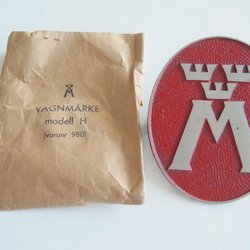 M
VAGNMÄRKE
modell H
(varunr 980)
M